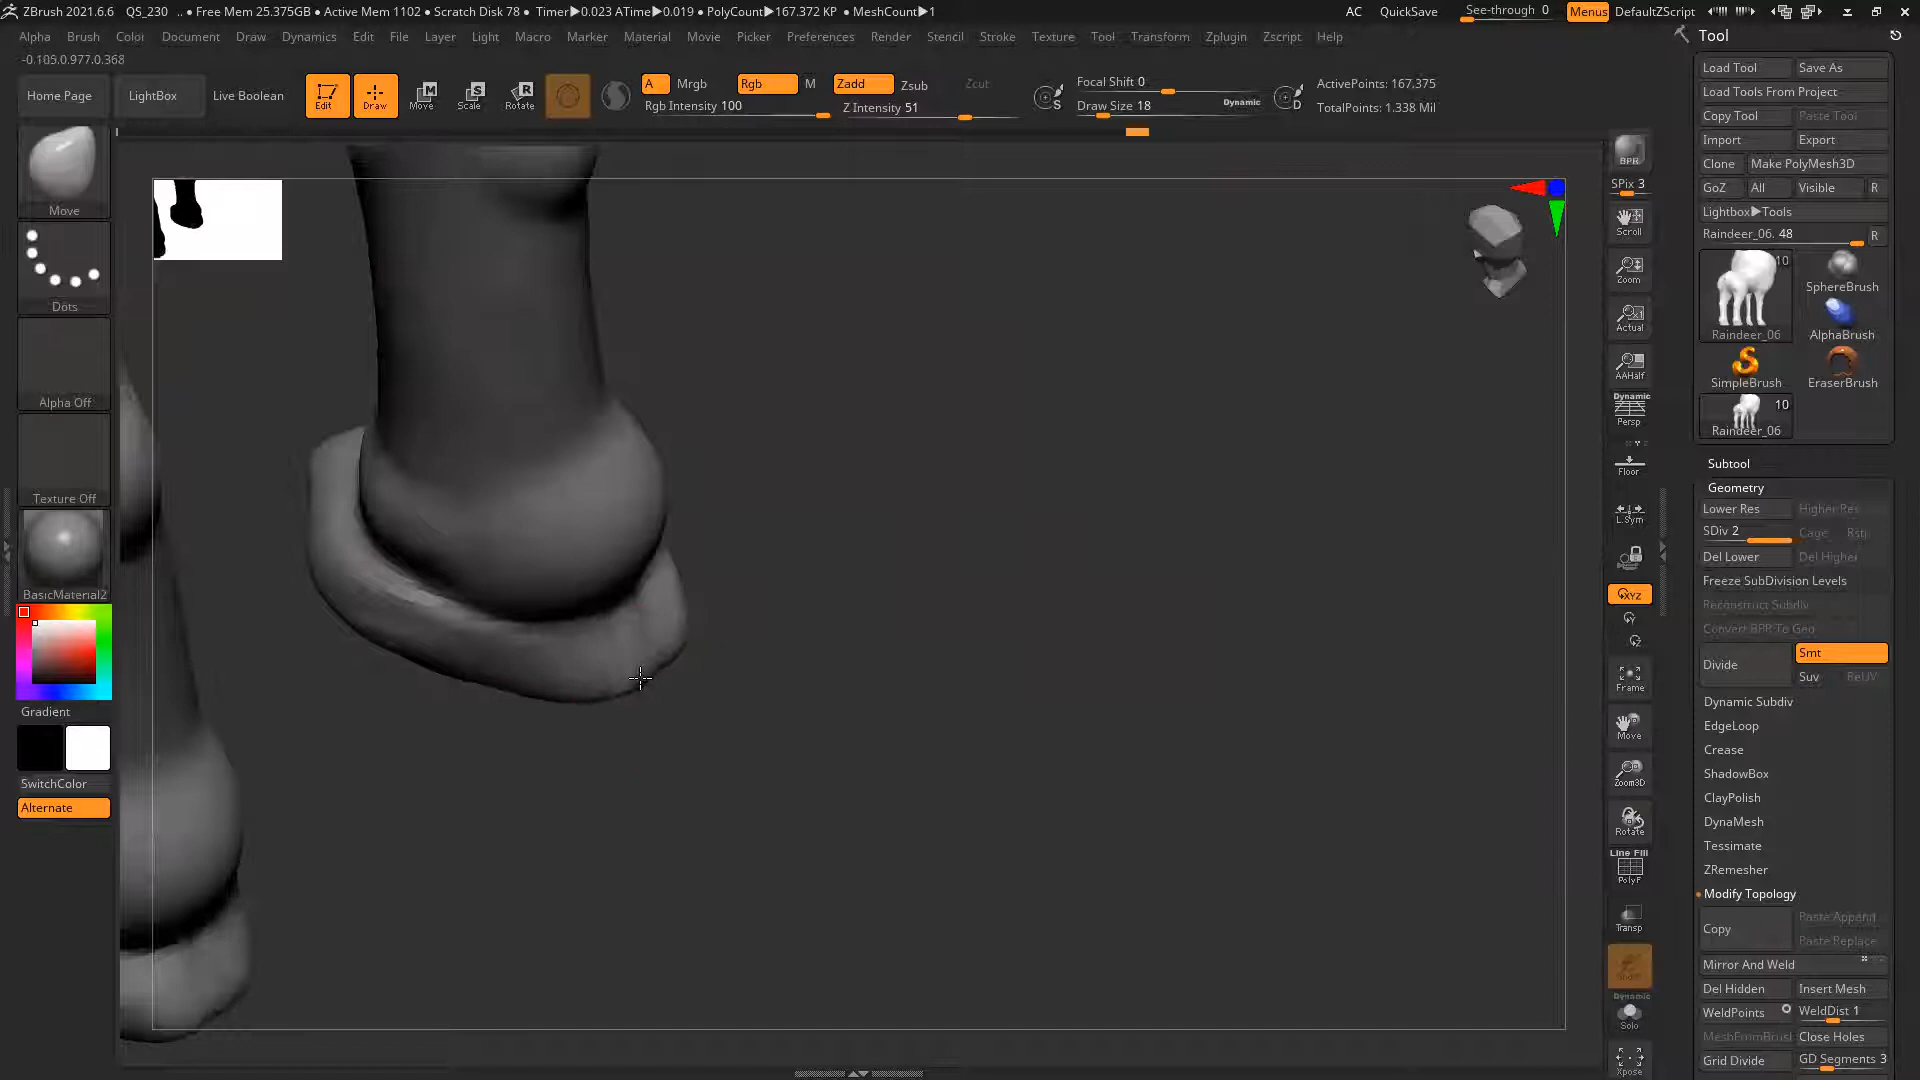 ZBrush 2021.6.6 QS_230 .. ● Free Mem 25.375GB ● Active Mem 1102 ● Scratch Disk 78 ● Timer▶0.023 ATime▶0.019 ● PolyCount▶167.372 KP ● MeshCount▶1 AC QuickSave See-through 0 Menus DefaultZScript
Alpha Brush Color Document Draw Dynamics Edit File Layer Light Macro Marker Material Movie Picker Preferences Render Stencil Stroke Texture Tool Transform Zplugin Zscript Help
-0.109,0.977,0.368
Home Page LightBox Live Boolean Edit Draw Move Scale Rotate
A Mrgb Rgb M Zadd Zsub Zcut
Rgb Intensity 100 Z Intensity 51
S Focal Shift 0
Draw Size 18 Dynamic D
ActivePoints: 167,375
TotalPoints: 1.338 Mil
Move
Dots
Alpha Off
Texture Off
BasicMaterial2
Gradient
SwitchColor
Alternate
BPR
SPix 3
Scroll
Zoom
Actual
AAHalf
Dynamic
Persp
Floor
L.Sym
XYZ
Y
Z
Frame
Move
Zoom3D
Rotate
Line Fill
PolyF
Transp
Dynamic
Solo
Xpose
Tool
Load Tool Save As
Load Tools From Project
Copy Tool Paste Tool
Import Export
Clone Make PolyMesh3D
GoZ All Visible R
Lightbox▶Tools
Raindeer_06. 48 R
10
SphereBrush
Raindeer_06 AlphaBrush
SimpleBrush EraserBrush
10
Raindeer_06
Subtool
Geometry
Lower Res Higher Res
SDiv 2 Cage Rstr
Del Lower Del Higher
Freeze SubDivision Levels
Reconstruct Subdiv
Convert BPR To Geo
Divide Smt
Suv ReUV
Dynamic Subdiv
EdgeLoop
Crease
ShadowBox
ClayPolish
DynaMesh
Tessimate
ZRemesher
Modify Topology
Copy Paste Append
Paste Replace
Mirror And Weld
Del Hidden Insert Mesh
WeldPoints WeldDist 1
MeshFromBrush Close Holes
Grid Divide GD Segments 3